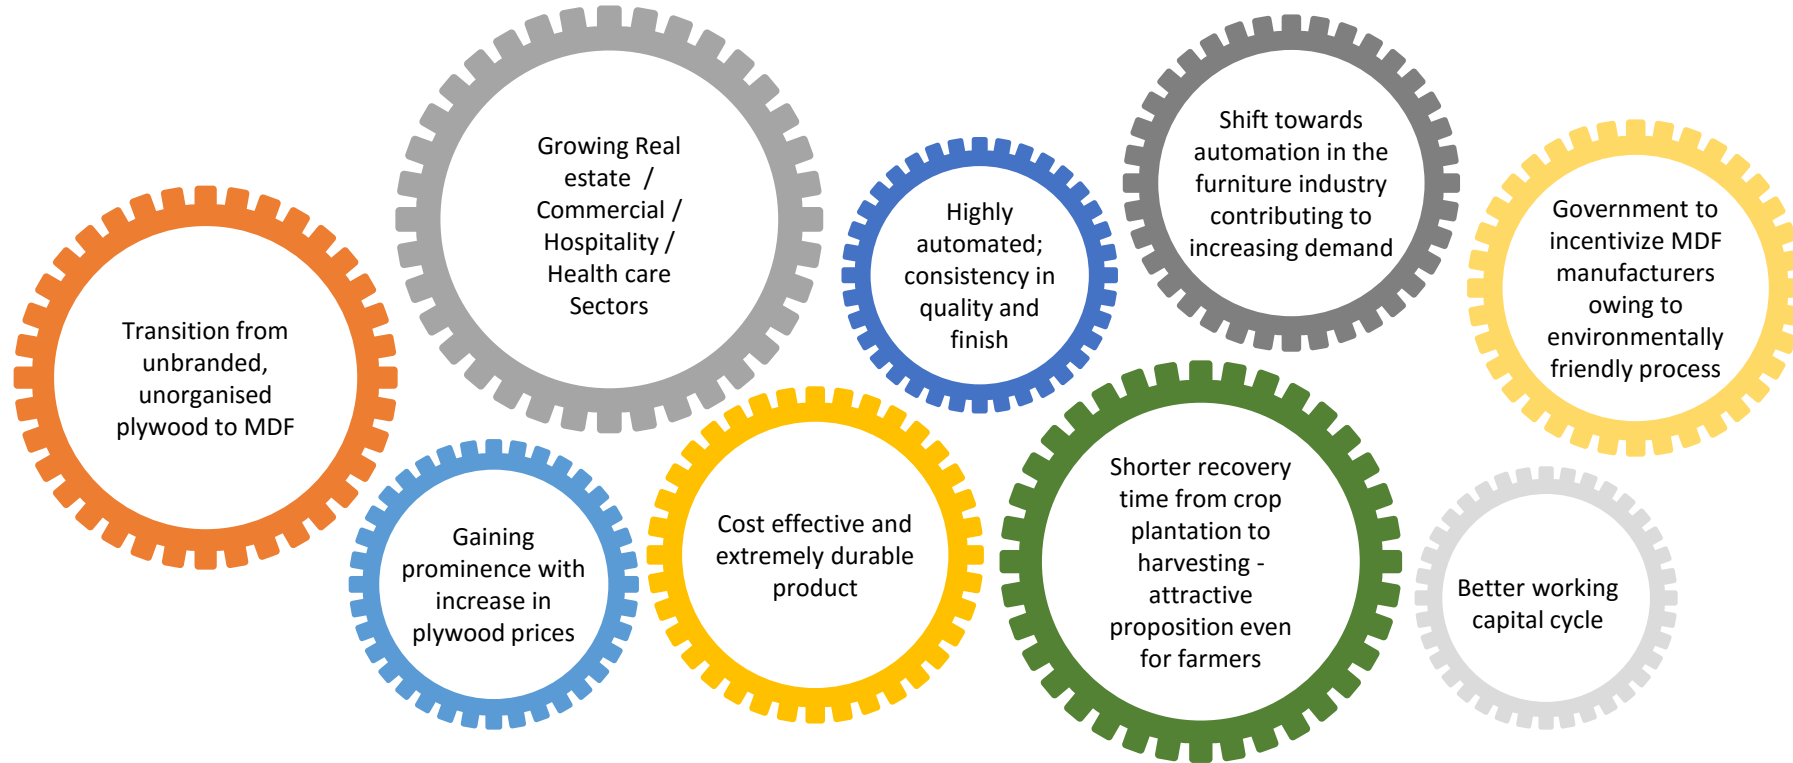 Transition from
unbranded,
unorganised
plywood to MDF
Growing Real
estate  /
Commercial /
Hospitality /
Health care
Sectors
Gaining
prominence with
increase in
plywood prices
Cost effective and
extremely durable
product
Highly
automated;
consistency in
quality and
finish
Shift towards
automation in the
furniture industry
contributing to
increasing demand
Shorter recovery
time from crop
plantation to
harvesting -
attractive
proposition even
for farmers
Government to
incentivize MDF
manufacturers
owing to
environmentally
friendly process
Better working
capital cycle